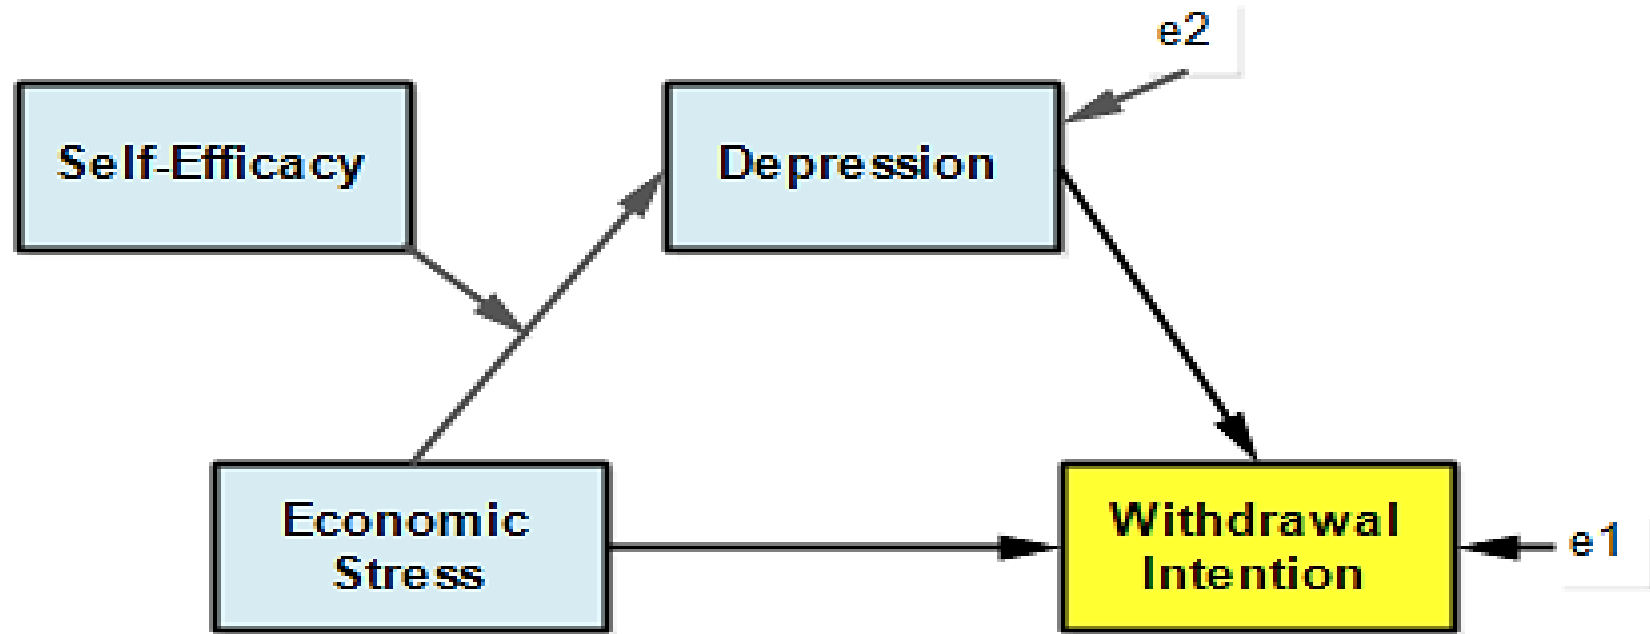 e2
Self-Efficacy
Depression
Economic
Stress
Withdrawal
Intention
e1